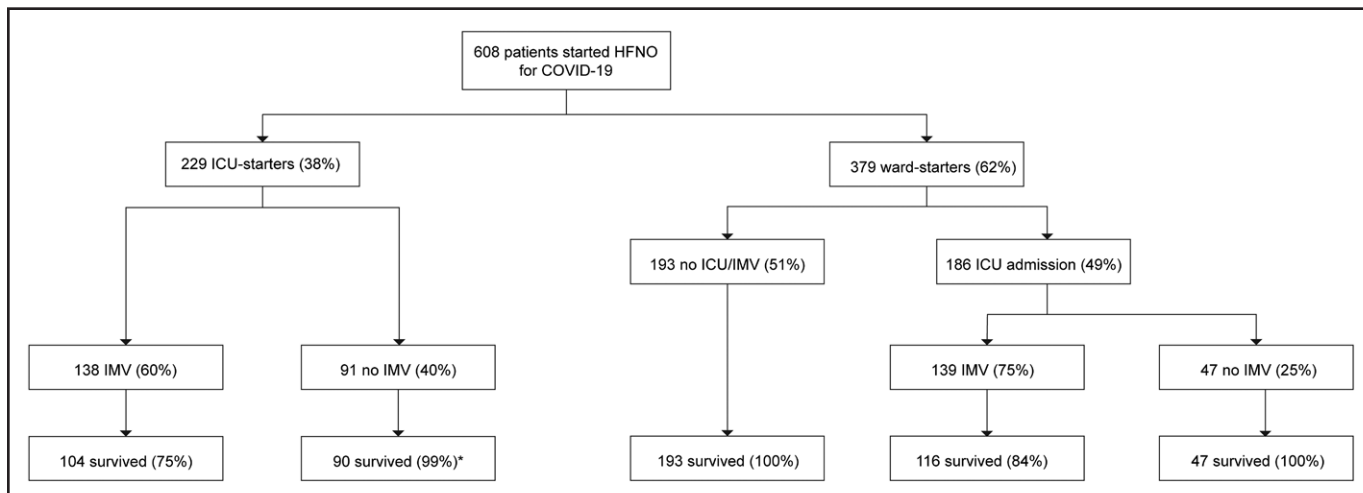 608 patients started HFNO
for COVID-19
229 ICU-starters (38%)
379 ward-starters (62%)
193 no ICU/IMV (51%)
186 ICU admission (49%)
138 IMV (60%)
91 no IMV (40%)
139 IMV (75%)
47 no IMV (25%)
104 survived (75%)
90 survived (99%)*
193 survived (100%)
116 survived (84%)
47 survived (100%)